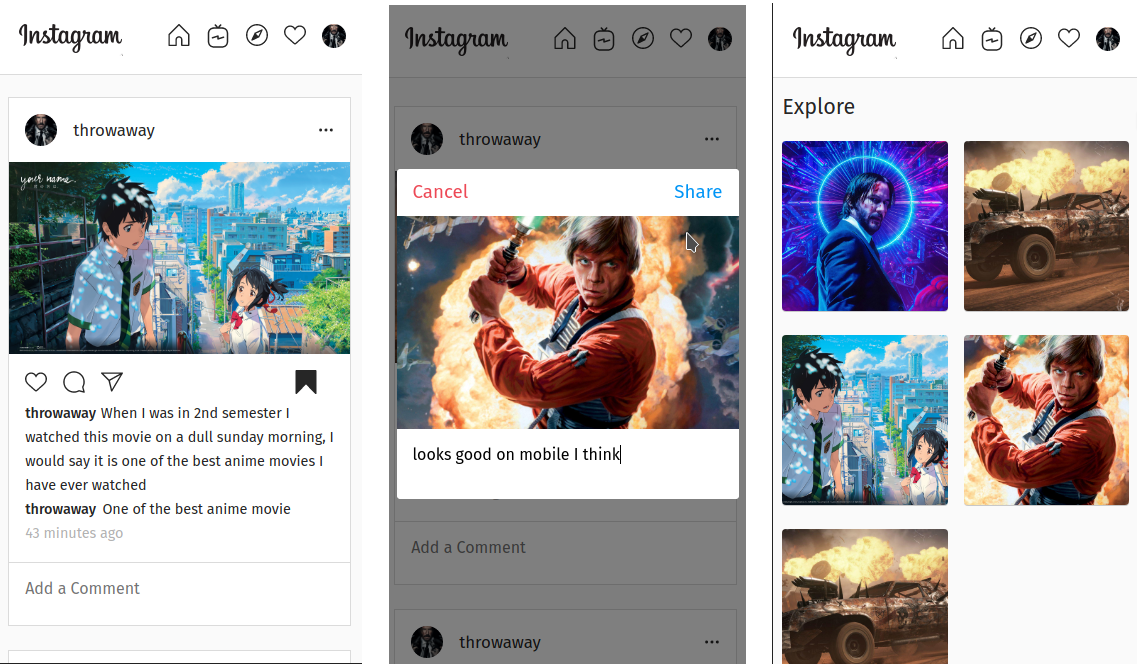 Instagram
throwaway
your name.
throwaway When I was in 2nd semester I
watched this movie on a dull sunday morning, I
would say it is one of the best anime movies I
have ever watched
throwaway One of the best anime movie
43 minutes ago
Add a Comment
Instagram
throwaway
Cancel
Share
looks good on mobile I think
Add a Comment
throwaway
Instagram
Explore